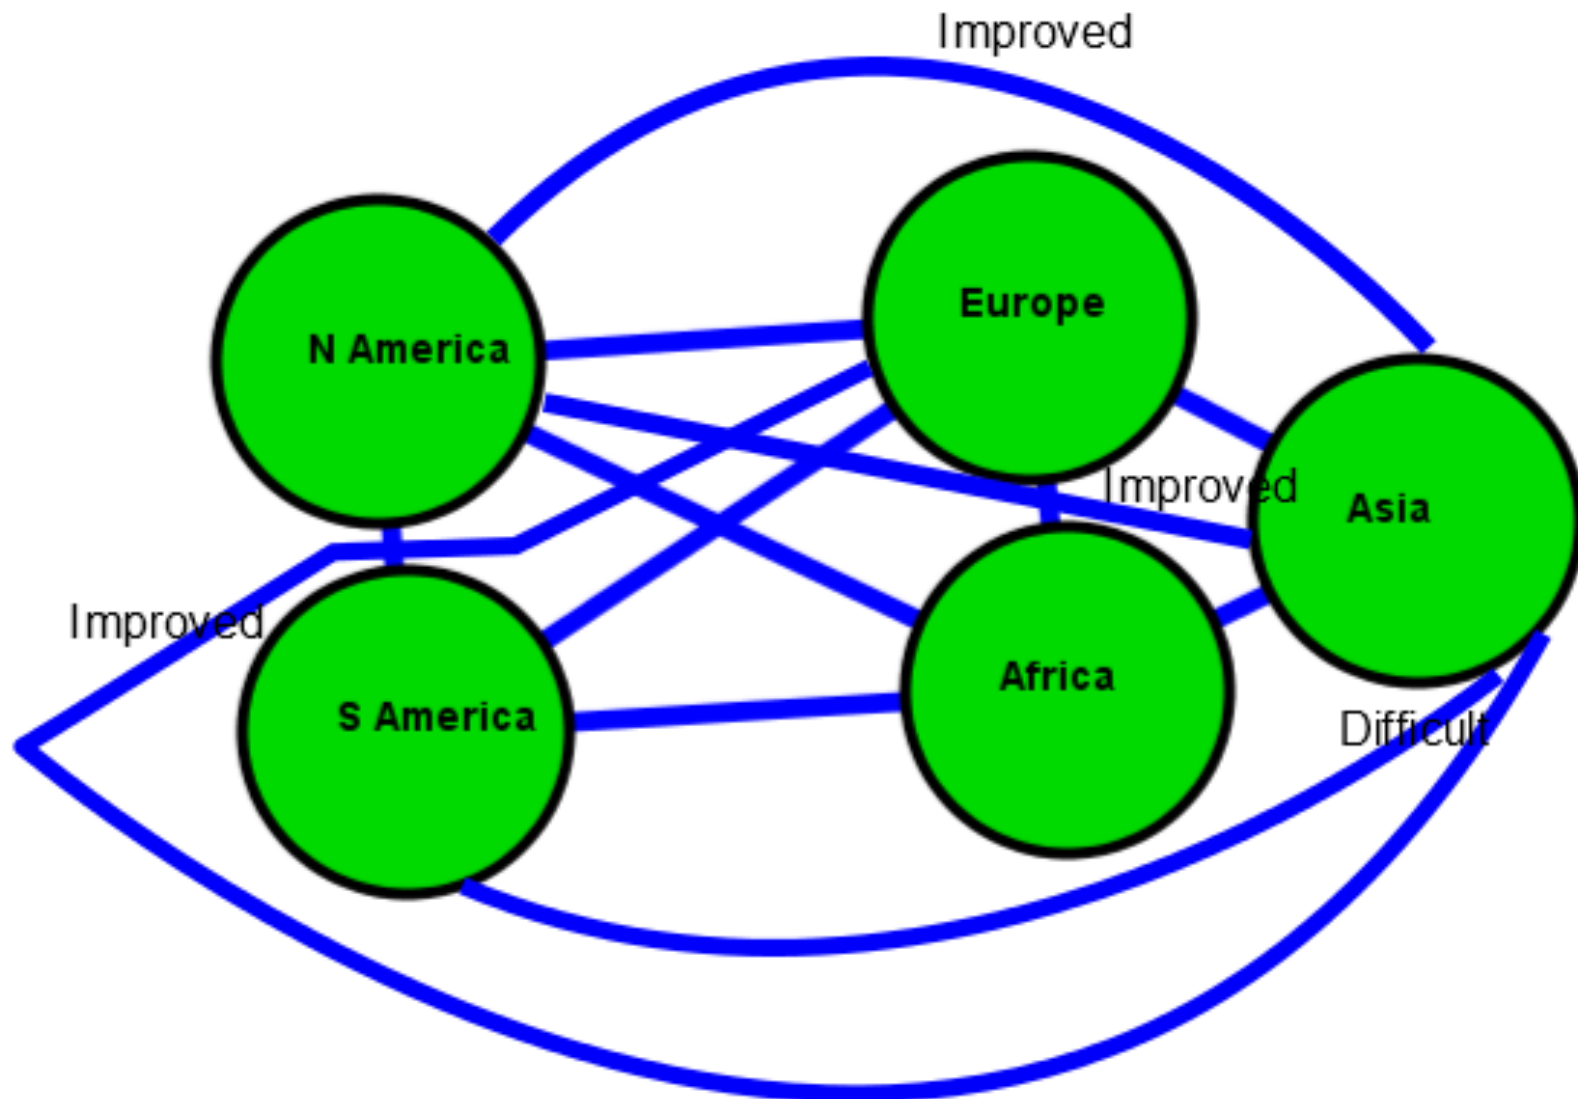 Improved
Europe
N America
Improved
Asia
Improved
Africa
S America
Difficult